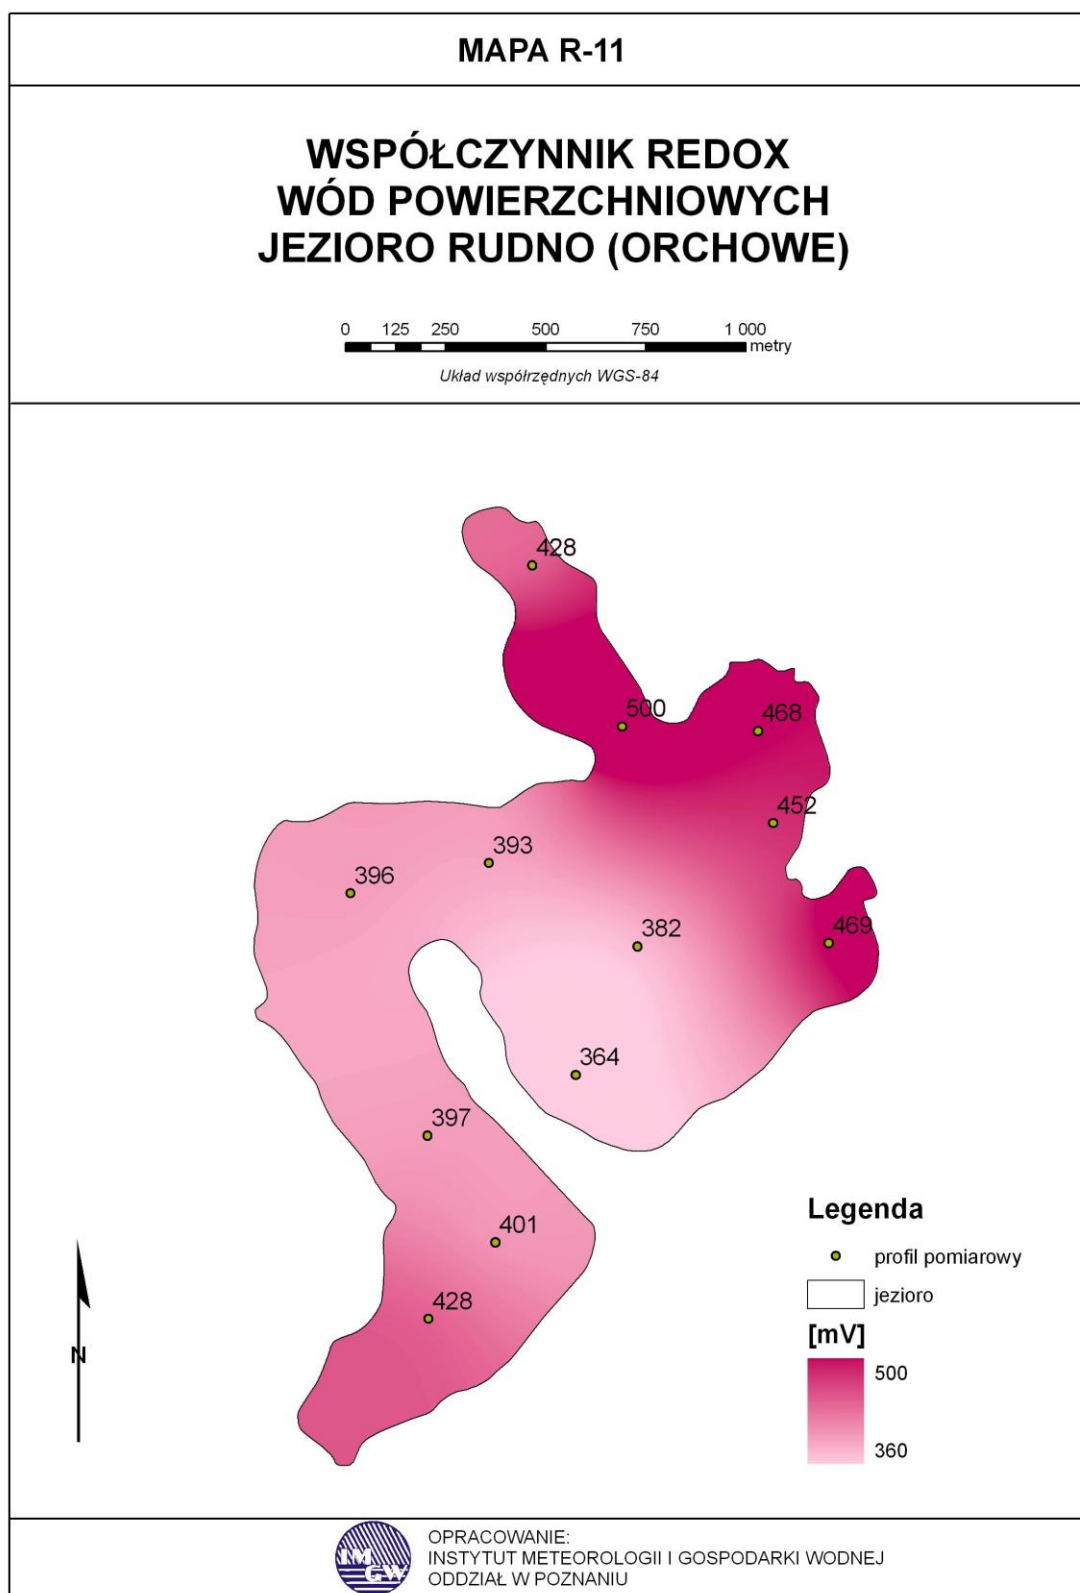 MAPA R-11
WSPÓŁCZYNNIK REDOX
WÓD POWIERZCHNIOWYCH
JEZIORO RUDNO (ORCHOWE)
0 125 250 500 750 1 000
metry
Układ współrzędnych WGS-84
428
500
468
452
393
396
469
382
364
397
401
428
Legenda
profil pomiarowy
jezioro
[mV]
500
360
N
IM
GW
OPRACOWANIE:
INSTYTUT METEOROLOGII I GOSPODARKI WODNEJ
ODDZIAŁ W POZNANIU